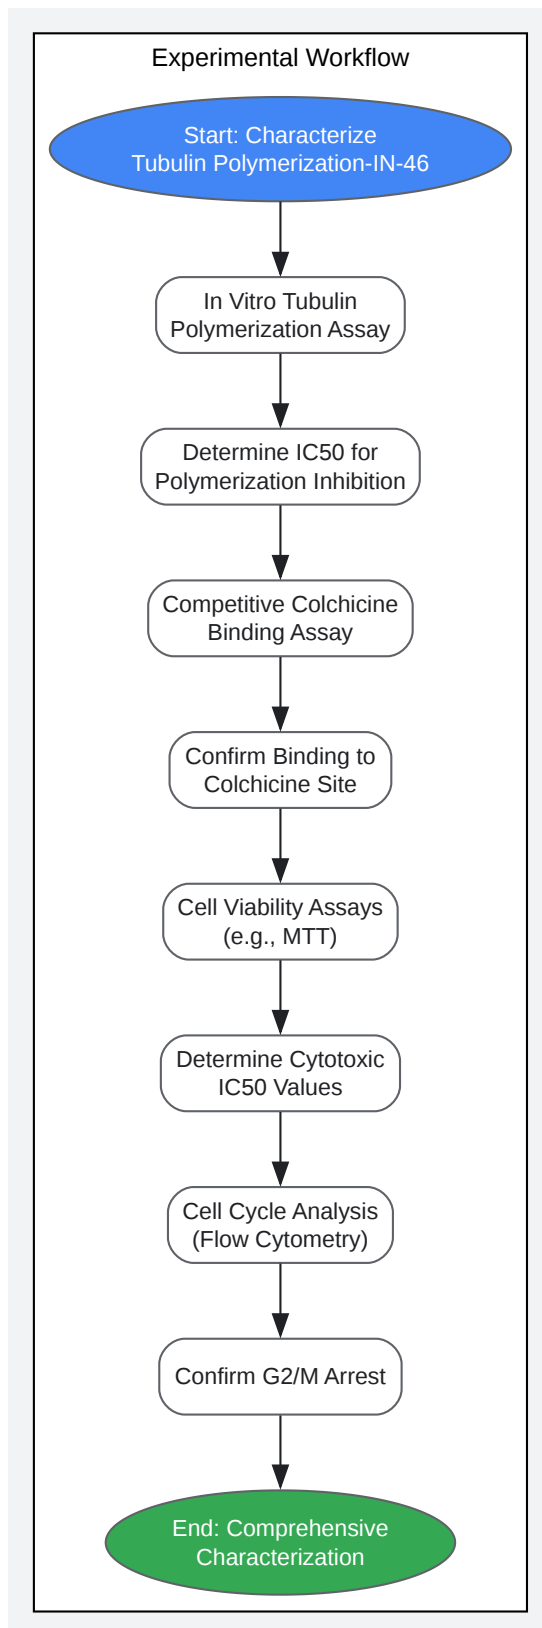 Experimental Workflow
Start: Characterize
Tubulin Polymerization-IN-46
In Vitro Tubulin
Polymerization Assay
Determine IC50 for
Polymerization Inhibition
Competitive Colchicine
Binding Assay
Confirm Binding to
Colchicine Site
Cell Viability Assays
(e.g., MTT)
Determine Cytotoxic
IC50 Values
Cell Cycle Analysis
(Flow Cytometry)
Confirm G2/M Arrest
End: Comprehensive
Characterization